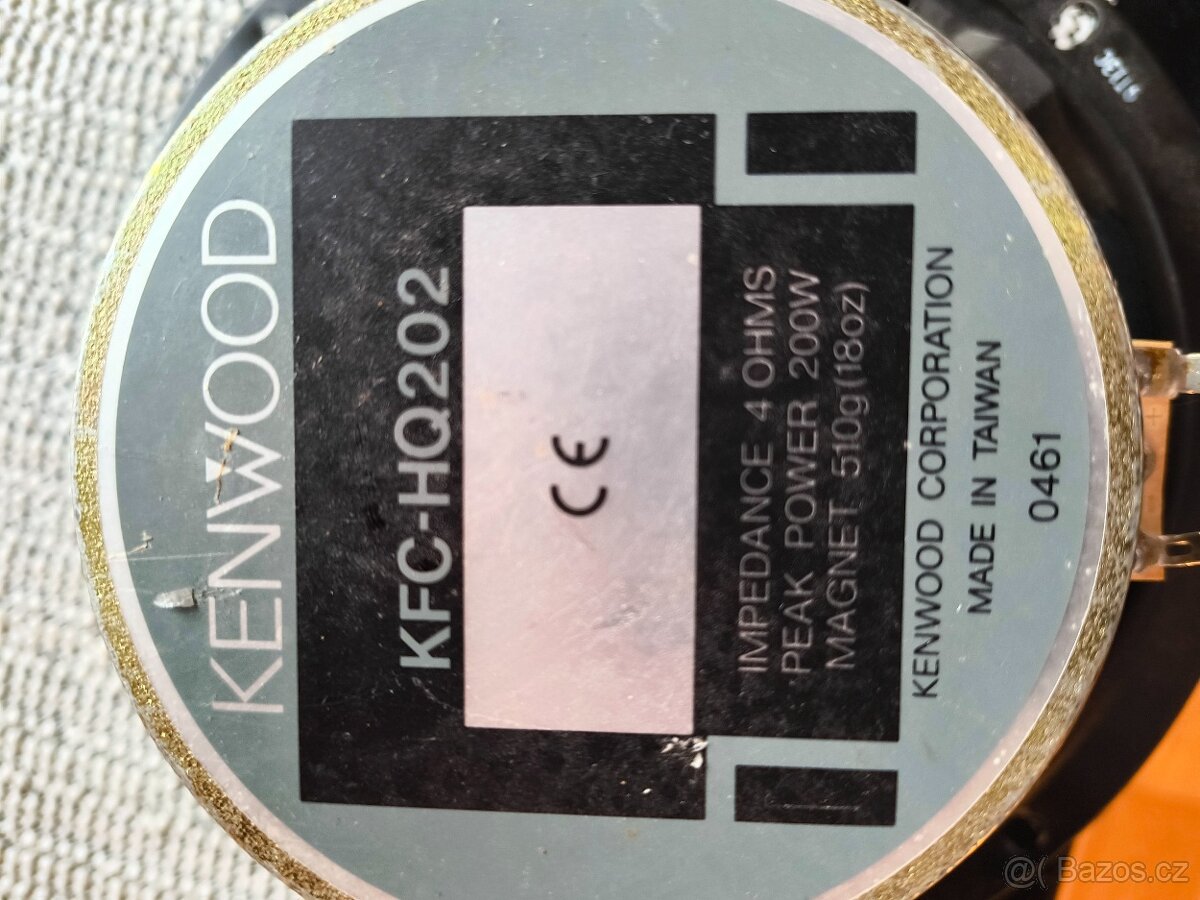 KENWOOD
KFC-HQ202
CE
IMPEDANCE 4 OHMS
PEAK POWER 200W
MAGNET 510g(18oz)
KENWOOD CORPORATION
MADE IN TAIWAN
0461
@( Bazos.cz